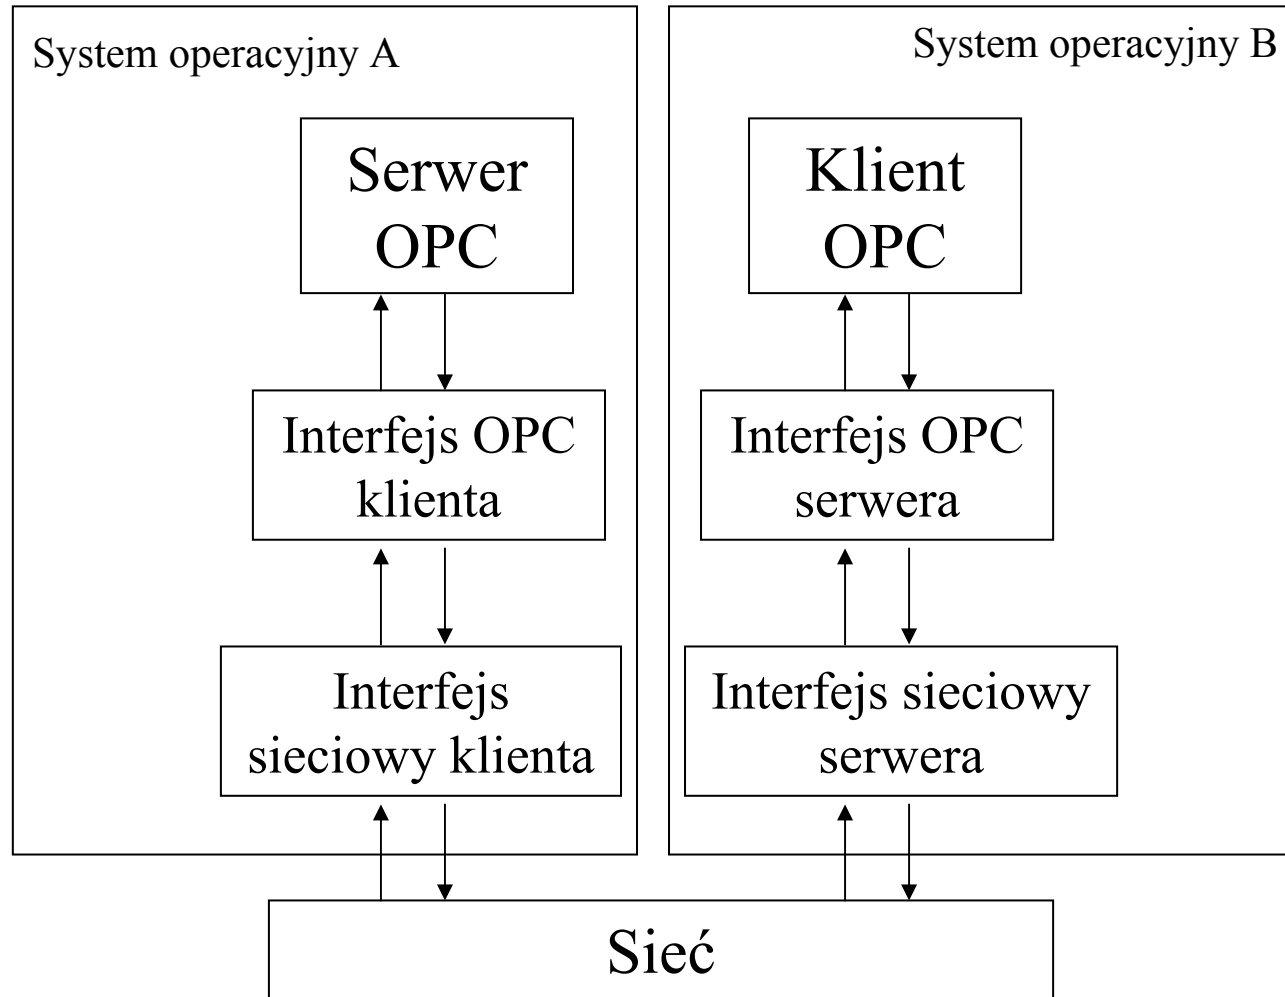 System operacyjny A
Serwer
OPC
Interfejs OPC
klienta
Interfejs
sieciowy klienta
System operacyjny B
Klient
OPC
Interfejs OPC
serwera
Interfejs sieciowy
serwera
Sieć